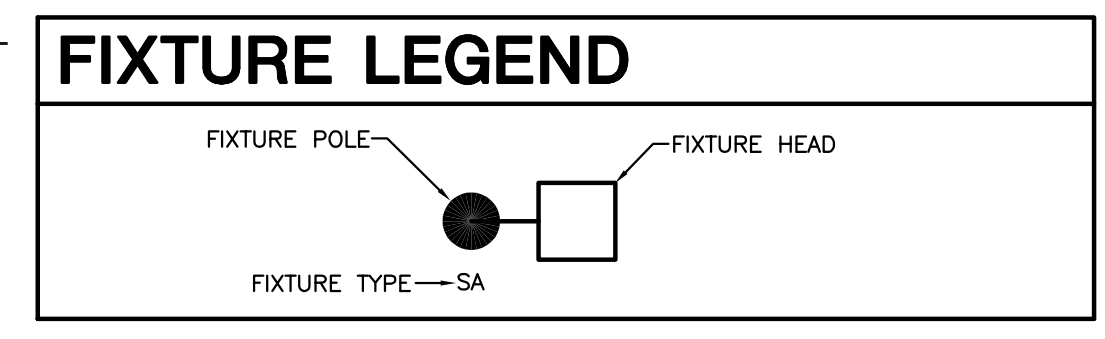 FIXTURE LEGEND
FIXTURE POLE
FIXTURE HEAD
FIXTURE TYPE SA